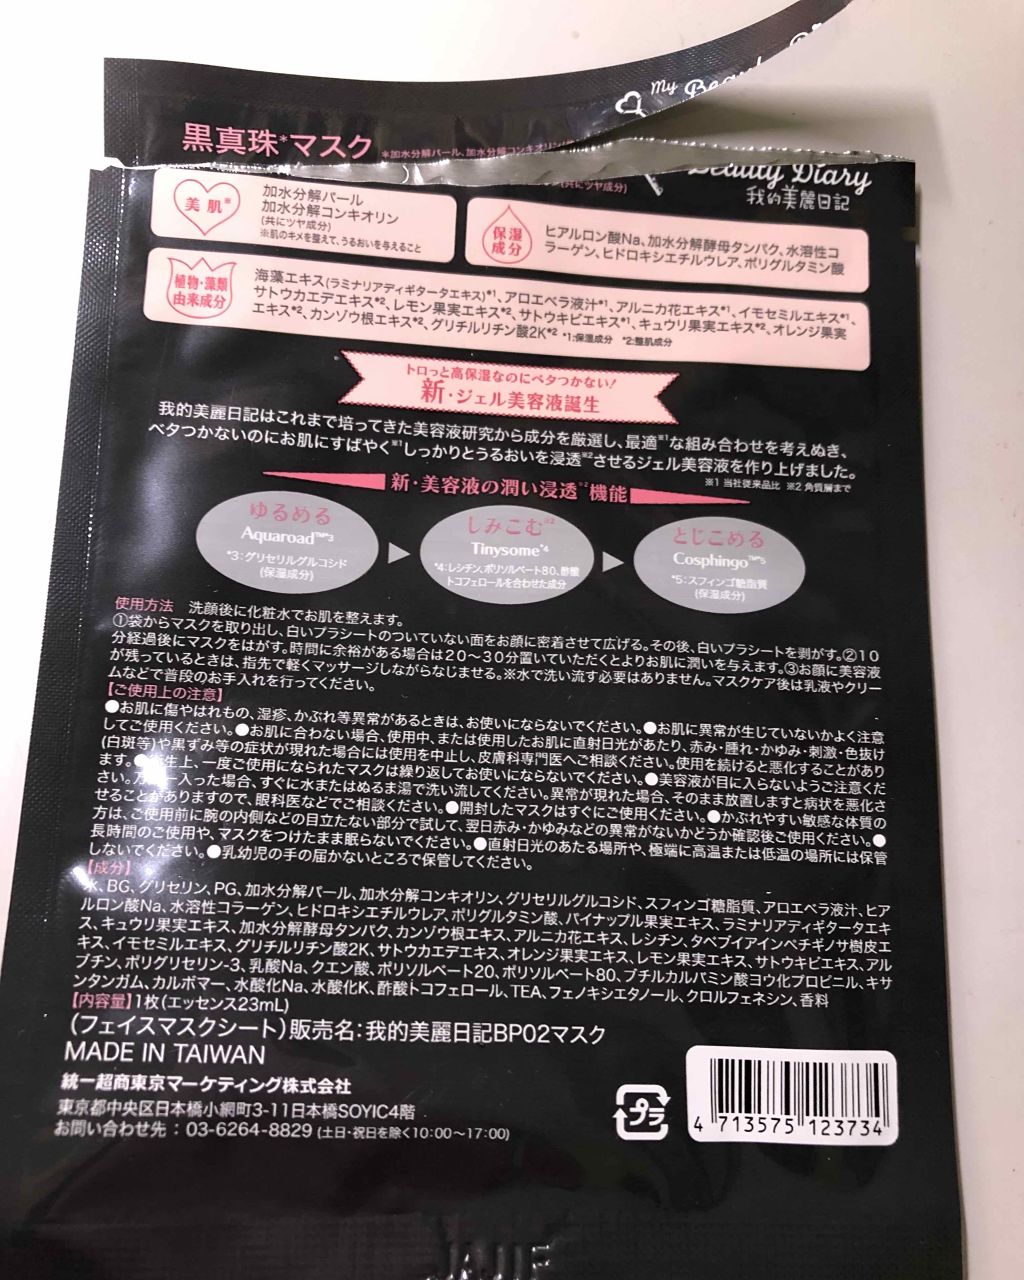 My Beauty
黒真珠*マスク
*加水分解パール、加水分解コンキオリン
(共にツヤ成分)
Beauty Diary
我的美麗日記
美肌※
加水分解パール
加水分解コンキオリン
(共にツヤ成分)
※肌のキメを整えて、うるおいを与えること
保湿
成分
ヒアルロン酸Na、加水分解酵母タンパク、水溶性コ
ラーゲン、ヒドロキシエチルウレア、ポリグルタミン酸
植物・藻類
由来成分
海藻エキス(ラミナリアディギタータエキス)*1、アロエベラ液汁*1、アルニカ花エキス*1、イモセミルエキス*1、
サトウカエデエキス*2、レモン果実エキス*2、サトウキビエキス*1、キュウリ果実エキス*2、オレンジ果実
エキス*2、カンゾウ根エキス*2、グリチルリチン酸2K*2 *1:保湿成分 *2:整肌成分
トロっと高保湿なのにベタつかない!
新・ジェル美容液誕生
我的美麗日記はこれまで培ってきた美容液研究から成分を厳選し、最適※1な組み合わせを考えぬき、
ベタつかないのにお肌にすばやく※1しっかりとうるおいを浸透※2させるジェル美容液を作り上げました。
※1 当社従来品比 ※2 角質層まで
新・美容液の潤い浸透※2機能
ゆるめる
Aquaroad™*3
*3:グリセリルグルコシド
(保湿成分)
しみこむ※2
Tinysome*4
*4:レシチン、ポリソルベート80、酢酸
トコフェロールを合わせた成分
とじこめる
Cosphingo™*5
*5:スフィンゴ糖脂質
(保湿成分)
使用方法 洗顔後に化粧水でお肌を整えます。
①袋からマスクを取り出し、白いプラシートのついていない面をお顔に密着させて広げる。その後、白いプラシートを剥がす。②10
分経過後にマスクをはがす。時間に余裕がある場合は20～30分置いていただくとよりお肌に潤いを与えます。③お顔に美容液
が残っているときは、指先で軽くマッサージしながらなじませる。※水で洗い流す必要はありません。マスクケア後は乳液やクリー
ムなどで普段のお手入れを行ってください。
【ご使用上の注意】
●お肌に傷やはれもの、湿疹、かぶれ等異常があるときは、お使いにならないでください。●お肌に異常が生じていないかよく注意
してご使用ください。●お肌に合わない場合、使用中、または使用したお肌に直射日光があたり、赤み・腫れ・かゆみ・刺激・色抜け
(白斑等)や黒ずみ等の症状が現れた場合には使用を中止し、皮膚科専門医へご相談ください。使用を続けると悪化することがあり
ます。●衛生上、一度ご使用になられたマスクは繰り返してお使いにならないでください。●美容液が目に入らないようご注意くだ
さい。万が一入った場合、すぐに水またはぬるま湯で洗い流してください。異常が現れた場合、そのまま放置しますと病状を悪化さ
せることがありますので、眼科医などでご相談ください。●開封したマスクはすぐにご使用ください。●かぶれやすい敏感な体質の
方は、ご使用前に腕の内側などの目立たない部分で試して、翌日赤み・かゆみなどの異常がないかどうか確認後ご使用ください。●
長時間のご使用や、マスクをつけたまま眠らないでください。●直射日光のあたる場所や、極端に高温または低温の場所には保管
しないでください。●乳幼児の手の届かないところで保管してください。
【成分】
水、BG、グリセリン、PG、加水分解パール、加水分解コンキオリン、グリセリルグルコシド、スフィンゴ糖脂質、アロエベラ液汁、ヒア
ルロン酸Na、水溶性コラーゲン、ヒドロキシエチルウレア、ポリグルタミン酸、パイナップル果実エキス、ラミナリアディギタータエキ
ス、キュウリ果実エキス、加水分解酵母タンパク、カンゾウ根エキス、アルニカ花エキス、レシチン、タベブイアインペチギノサ樹皮エ
キス、イモセミルエキス、グリチルリチン酸2K、サトウカエデエキス、オレンジ果実エキス、レモン果実エキス、サトウキビエキス、アル
ブチン、ポリグリセリン-3、乳酸Na、クエン酸、ポリソルベート20、ポリソルベート80、ブチルカルバミン酸ヨウ化プロピニル、キサ
ンタンガム、カルボマー、水酸化Na、水酸化K、酢酸トコフェロール、TEA、フェノキシエタノール、クロルフェネシン、香料
【内容量】1枚(エッセンス23mL)
(フェイスマスクシート)販売名:我的美麗日記BP02マスク
MADE IN TAIWAN
統一超商東京マーケティング株式会社
東京都中央区日本橋小網町3-11日本橋SOYIC4階
お問い合わせ先:03-6264-8829 (土日・祝日を除く10:00～17:00)
プラ
4 713575 123734